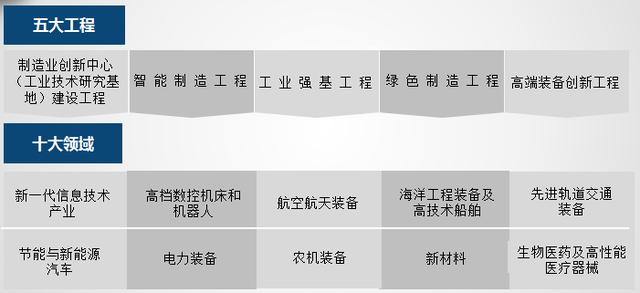 五大工程
制造业创新中心
（工业技术研究基
地）建设工程
智能制造工程
工业强基工程
绿色制造工程
高端装备创新工程
十大领域
新一代信息技术
产业
高档数控机床和
机器人
航空航天装备
海洋工程装备及
高技术船舶
先进轨道交通
装备
节能与新能源
汽车
电力装备
农机装备
新材料
生物医药及高性能
医疗器械